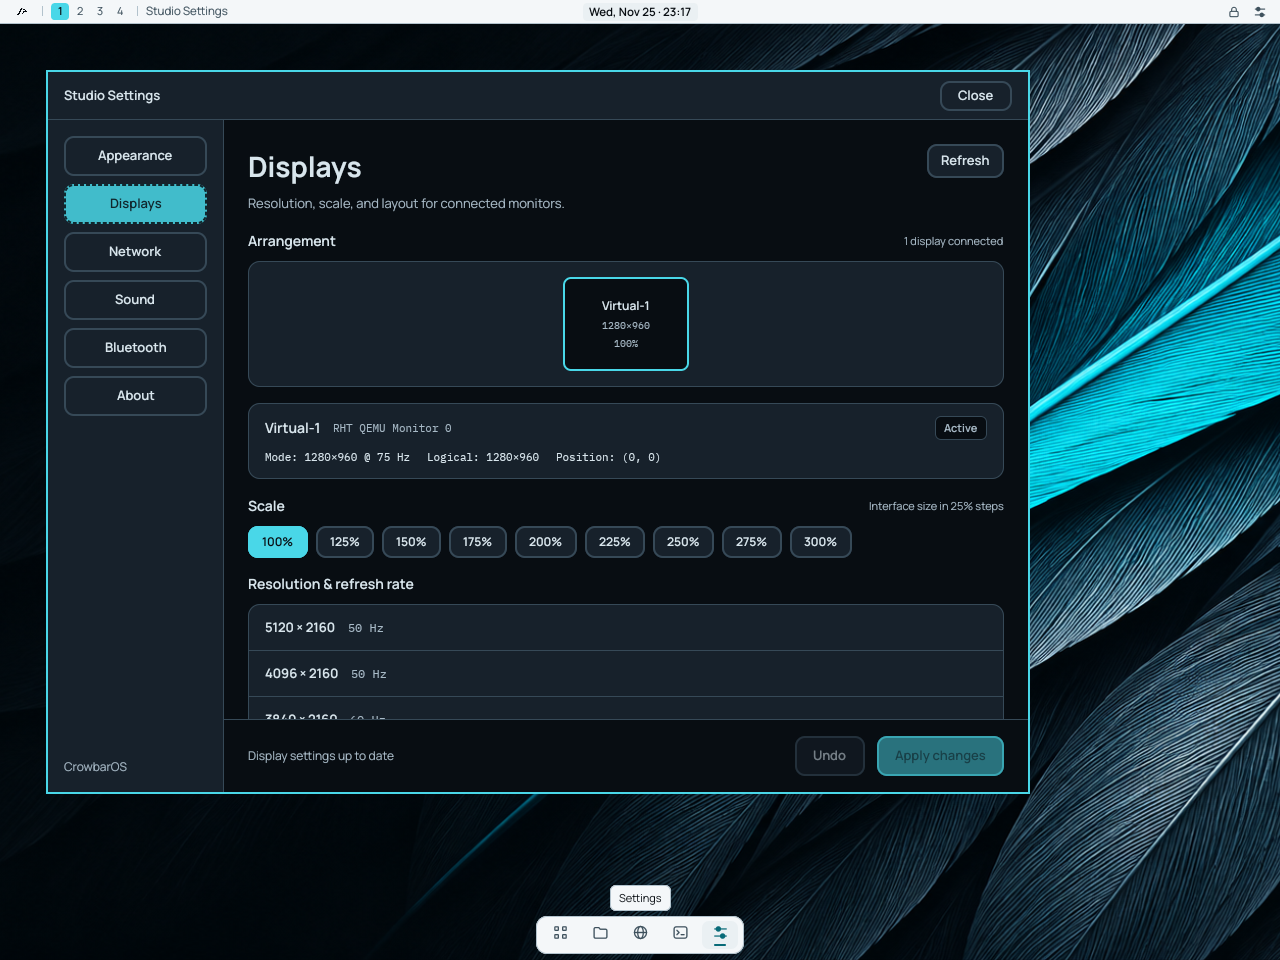 1 2 3 4 Studio Settings Wed, Nov 25 · 23:17
Studio Settings Close
Appearance
Displays
Network
Sound
Bluetooth
About
CrowbarOS
Displays Refresh
Resolution, scale, and layout for connected monitors.
Arrangement 1 display connected
Virtual-1
1280×960
100%
Virtual-1 RHT QEMU Monitor 0 Active
Mode: 1280×960 @ 75 Hz Logical: 1280×960 Position: (0, 0)
Scale Interface size in 25% steps
100% 125% 150% 175% 200% 225% 250% 275% 300%
Resolution & refresh rate
5120 × 2160 50 Hz
4096 × 2160 50 Hz
3840 × 2160 60 Hz
Display settings up to date Undo Apply changes
Settings